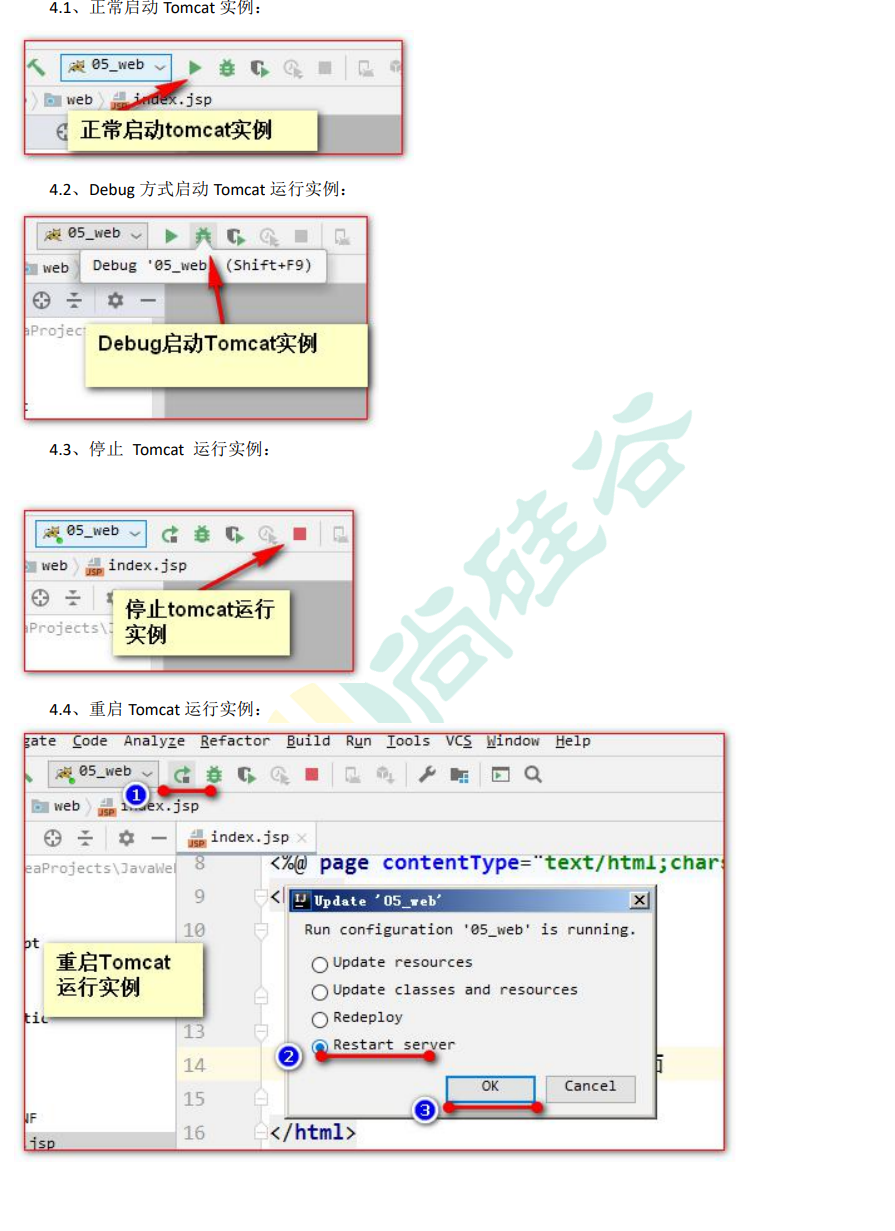 4.1、正常启动 Tomcat 实例：
05_web
web
index.jsp
正常启动tomcat实例
4.2、Debug 方式启动 Tomcat 运行实例：
05_web
web
Debug '05_web' (Shift+F9)
aProject
Debug启动Tomcat实例
4.3、停止 Tomcat 运行实例：
05_web
web
JSP
index.jsp
aProjects\J
停止tomcat运行
实例
4.4、重启 Tomcat 运行实例：
gate Code Analyze Refactor Build Run Tools VCS Window Help
05_web
1
web
JSP
index.jsp
JSP
index.jsp
eaProjects\JavaWe
8 <%@ page contentType="text/html;chars
9 <
10
Update '05_web'
Run configuration '05_web' is running.
Update resources
Update classes and resources
Redeploy
Restart server
OK
Cancel
2
3
pt
重启Tomcat
运行实例
tic
13
14 面
15
NF
16 </html>
.jsp
尚硅谷